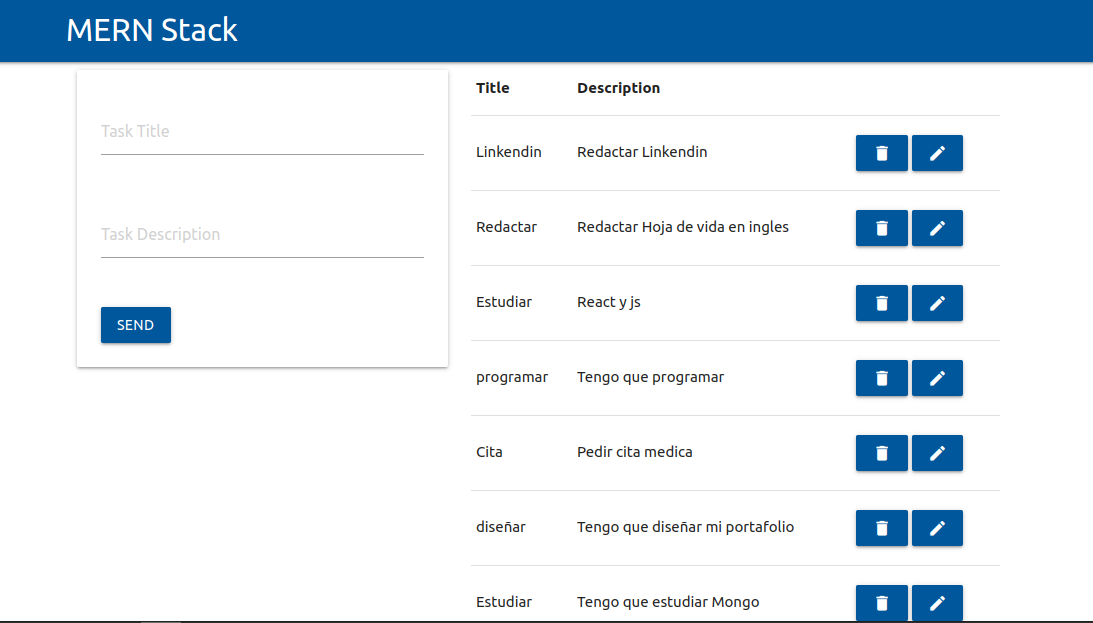 MERN Stack
Task Title
Task Description
SEND
Title Description
Linkendin Redactar Linkendin
Redactar Redactar Hoja de vida en ingles
Estudiar React y js
programar Tengo que programar
Cita Pedir cita medica
diseñar Tengo que diseñar mi portafolio
Estudiar Tengo que estudiar Mongo